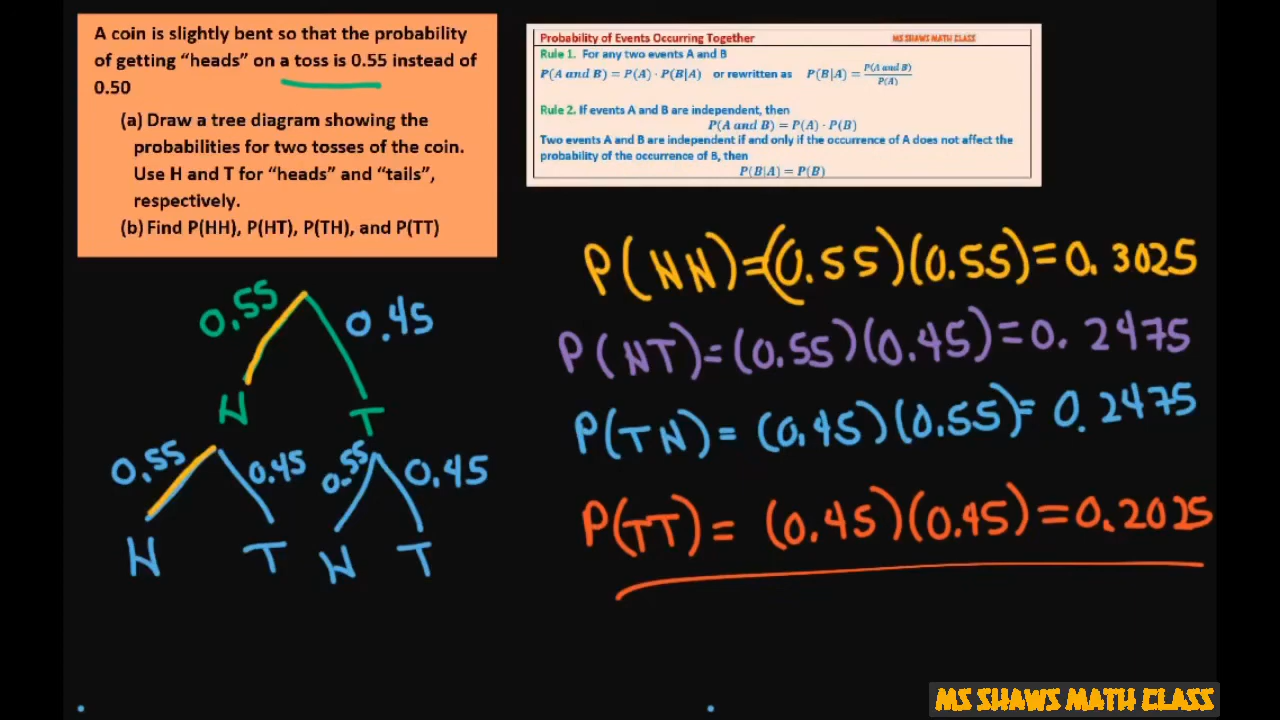 A coin is slightly bent so that the probability
of getting “heads” on a toss is 0.55 instead of
0.50
(a) Draw a tree diagram showing the
probabilities for two tosses of the coin.
Use H and T for “heads” and “tails”,
respectively.
(b) Find P(HH), P(HT), P(TH), and P(TT)
Probability of Events Occurring Together MS SHAWS MATH CLASS
Rule 1. For any two events A and B
P(A and B) = P(A) · P(B|A) or rewritten as P(B|A) = P(A and B) / P(A)
Rule 2. If events A and B are independent, then
P(A and B) = P(A) · P(B)
Two events A and B are independent if and only if the occurrence of A does not affect the
probability of the occurrence of B, then
P(B|A) = P(B)
0.55 0.45
H T
0.55 0.45 0.55 0.45
H T H T
P(HH)=(0.55)(0.55)=0.3025
P(HT)=(0.55)(0.45)=0.2475
P(TH)=(0.45)(0.55)=0.2475
P(TT)=(0.45)(0.45)=0.2025
MS SHAWS MATH CLASS